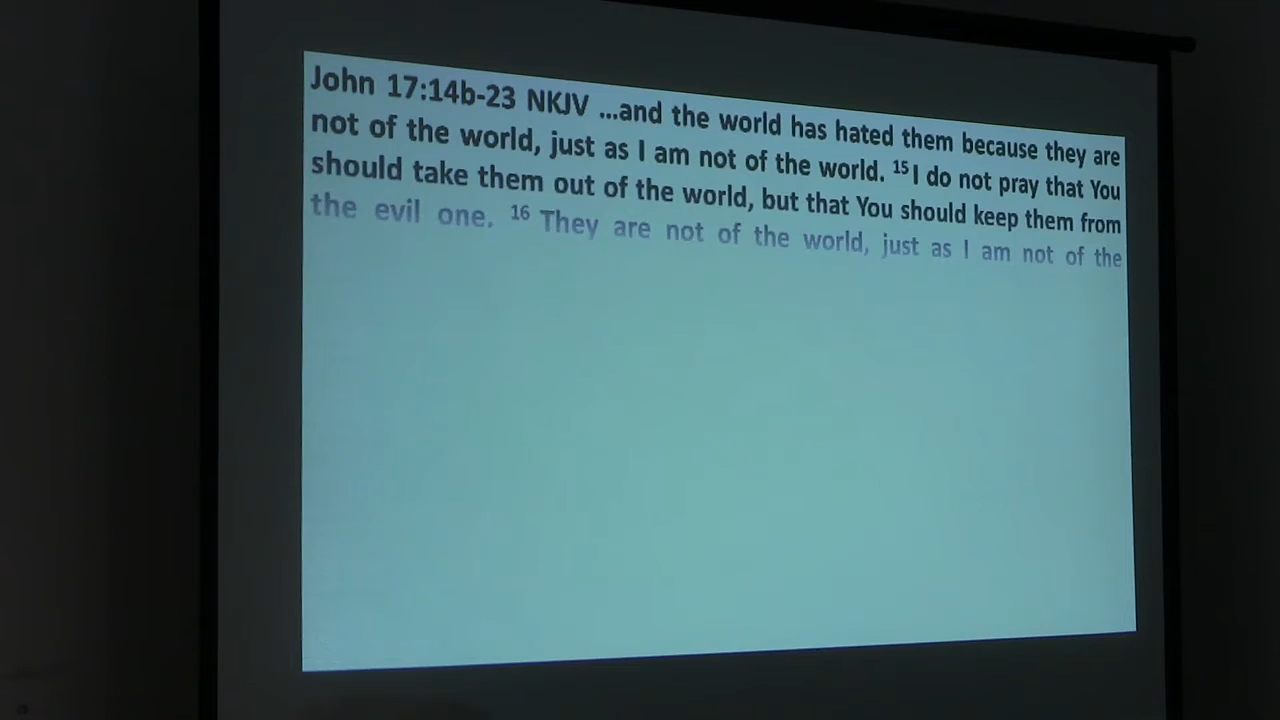 John 17:14b-23 NKJV ...and the world has hated them because they are
not of the world, just as I am not of the world. ¹⁵I do not pray that You
should take them out of the world, but that You should keep them from
the evil one. ¹⁶ They are not of the world, just as I am not of the